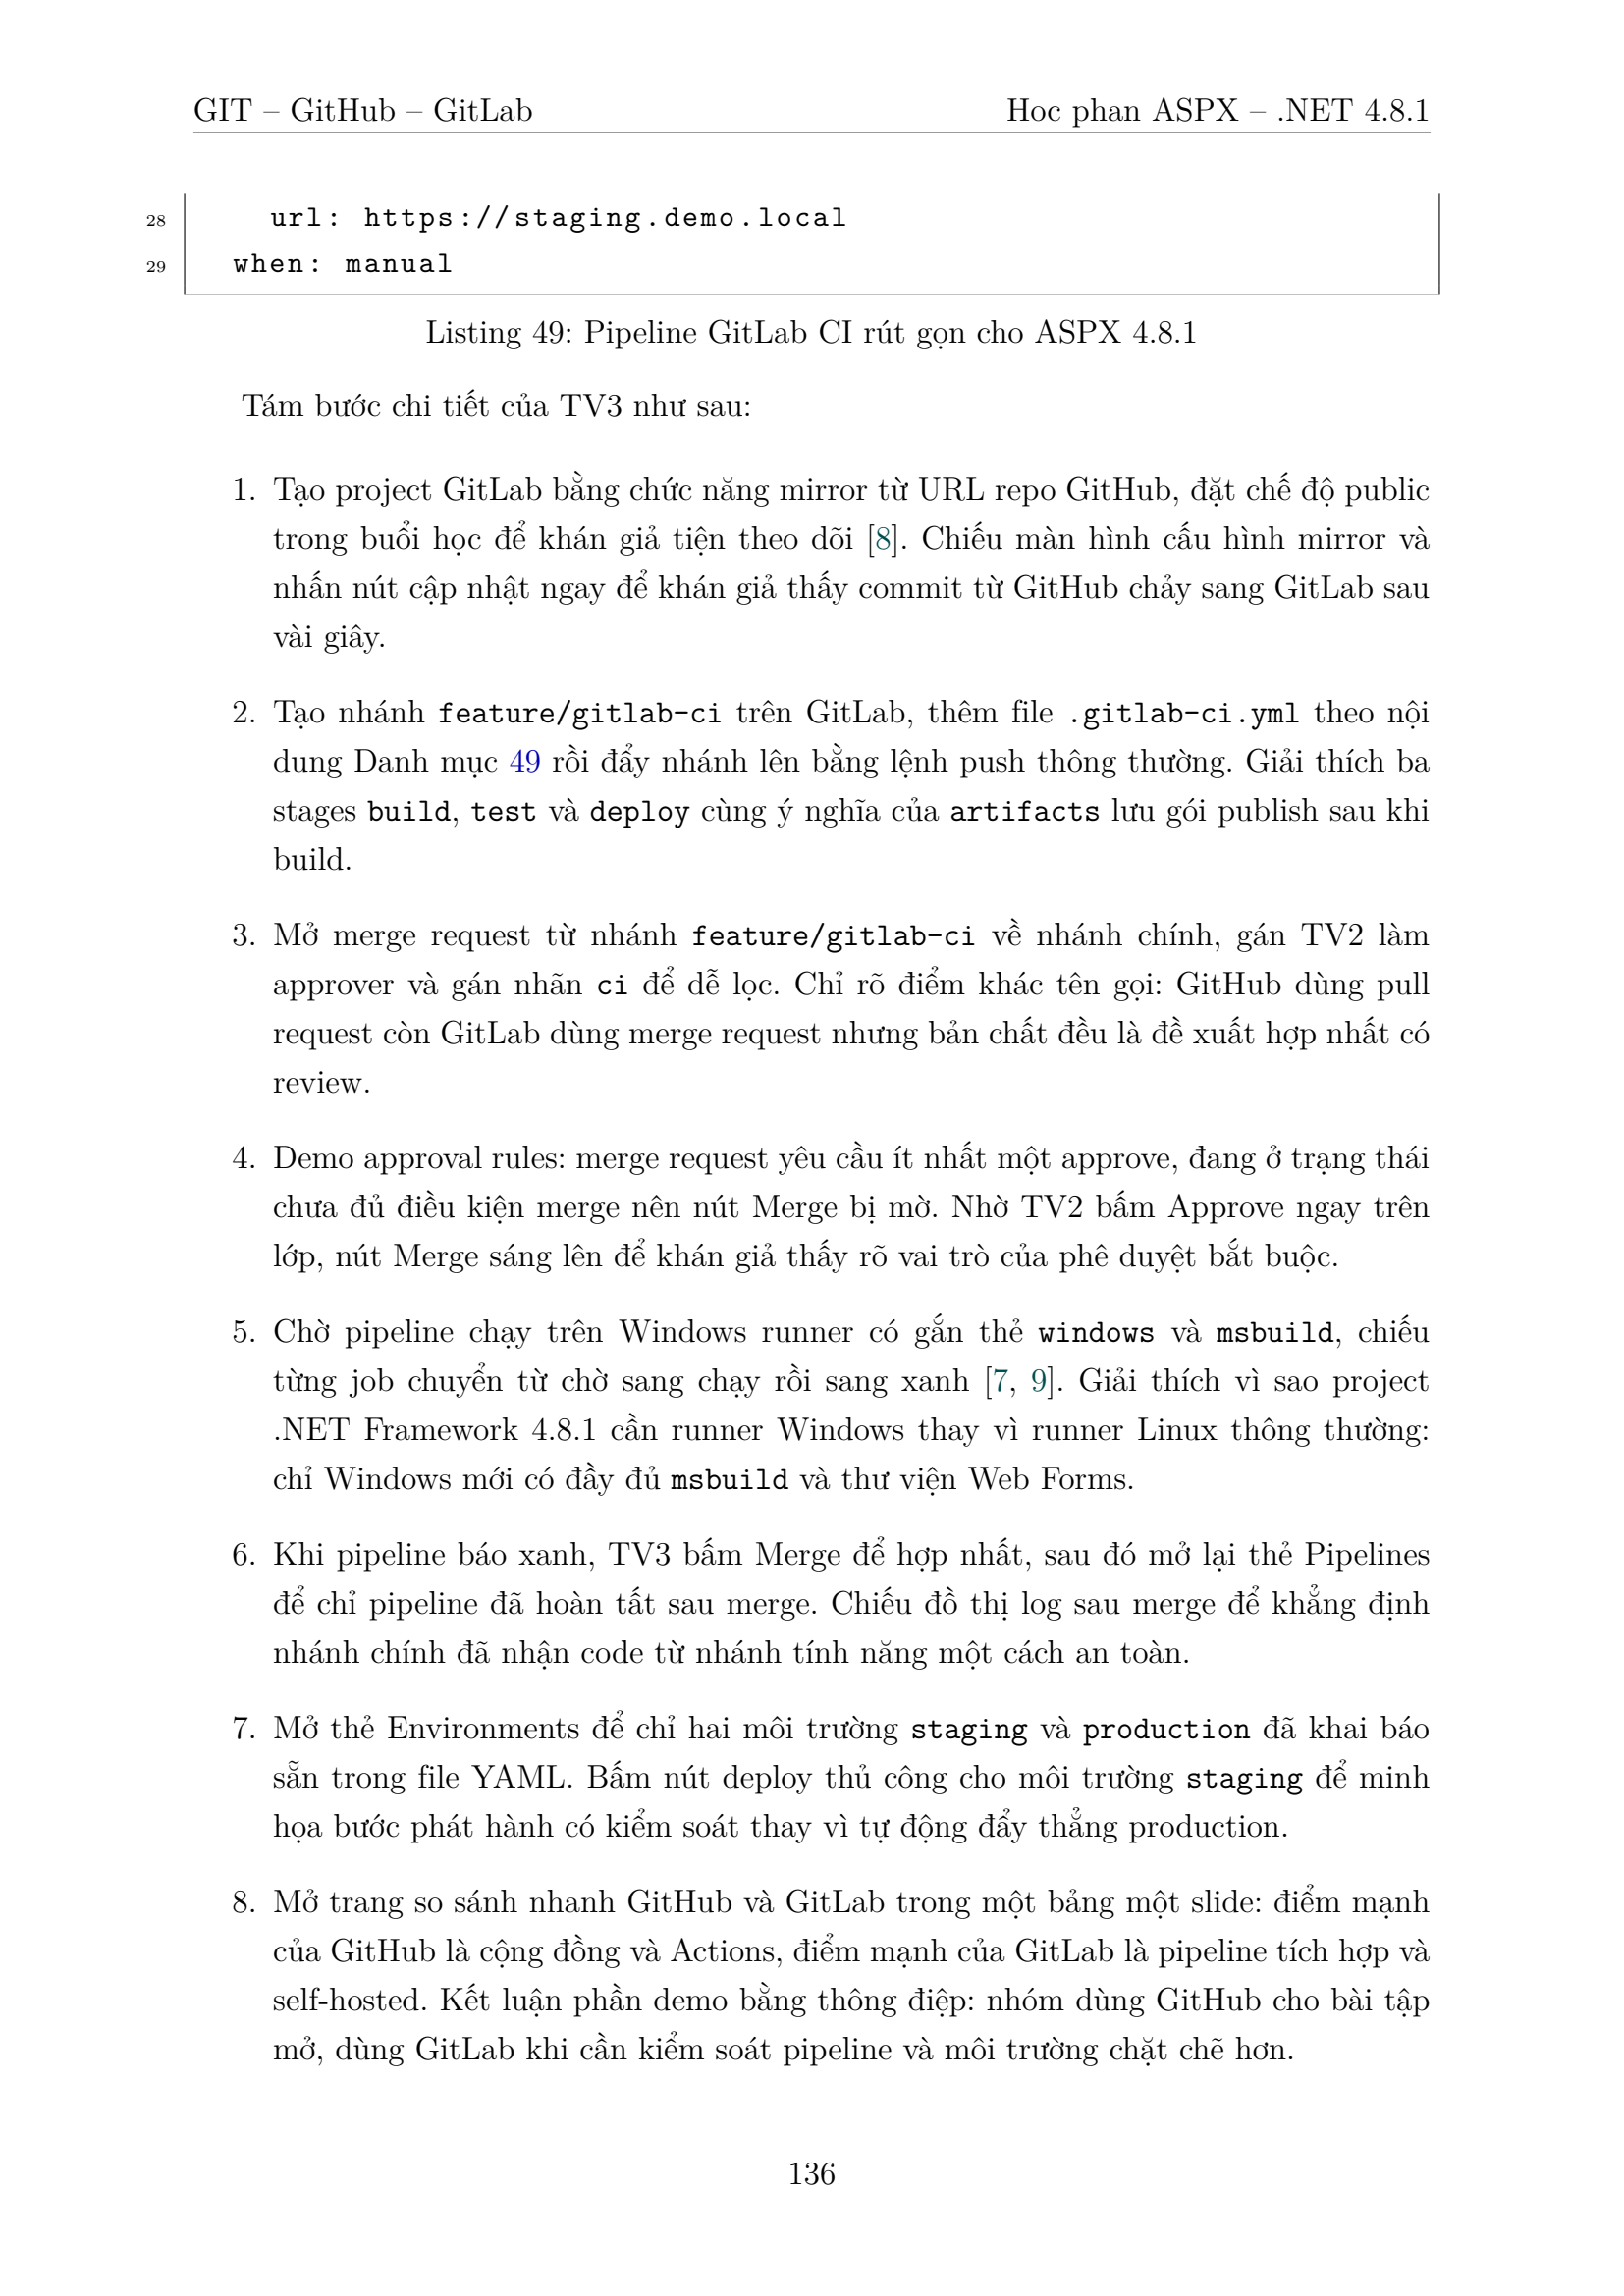 GIT – GitHub – GitLab Hoc phan ASPX – .NET 4.8.1
28 url: https://staging.demo.local
29 when: manual
Listing 49: Pipeline GitLab CI rút gọn cho ASPX 4.8.1
Tám bước chi tiết của TV3 như sau:
1. Tạo project GitLab bằng chức năng mirror từ URL repo GitHub, đặt chế độ public
trong buổi học để khán giả tiện theo dõi [8]. Chiếu màn hình cấu hình mirror và
nhấn nút cập nhật ngay để khán giả thấy commit từ GitHub chảy sang GitLab sau
vài giây.
2. Tạo nhánh feature/gitlab-ci trên GitLab, thêm file .gitlab-ci.yml theo nội
dung Danh mục 49 rồi đẩy nhánh lên bằng lệnh push thông thường. Giải thích ba
stages build, test và deploy cùng ý nghĩa của artifacts lưu gói publish sau khi
build.
3. Mở merge request từ nhánh feature/gitlab-ci về nhánh chính, gán TV2 làm
approver và gán nhãn ci để dễ lọc. Chỉ rõ điểm khác tên gọi: GitHub dùng pull
request còn GitLab dùng merge request nhưng bản chất đều là đề xuất hợp nhất có
review.
4. Demo approval rules: merge request yêu cầu ít nhất một approve, đang ở trạng thái
chưa đủ điều kiện merge nên nút Merge bị mờ. Nhờ TV2 bấm Approve ngay trên
lớp, nút Merge sáng lên để khán giả thấy rõ vai trò của phê duyệt bắt buộc.
5. Chờ pipeline chạy trên Windows runner có gắn thẻ windows và msbuild, chiếu
từng job chuyển từ chờ sang chạy rồi sang xanh [7, 9]. Giải thích vì sao project
.NET Framework 4.8.1 cần runner Windows thay vì runner Linux thông thường:
chỉ Windows mới có đầy đủ msbuild và thư viện Web Forms.
6. Khi pipeline báo xanh, TV3 bấm Merge để hợp nhất, sau đó mở lại thẻ Pipelines
để chỉ pipeline đã hoàn tất sau merge. Chiếu đồ thị log sau merge để khẳng định
nhánh chính đã nhận code từ nhánh tính năng một cách an toàn.
7. Mở thẻ Environments để chỉ hai môi trường staging và production đã khai báo
sẵn trong file YAML. Bấm nút deploy thủ công cho môi trường staging để minh
họa bước phát hành có kiểm soát thay vì tự động đẩy thẳng production.
8. Mở trang so sánh nhanh GitHub và GitLab trong một bảng một slide: điểm mạnh
của GitHub là cộng đồng và Actions, điểm mạnh của GitLab là pipeline tích hợp và
self-hosted. Kết luận phần demo bằng thông điệp: nhóm dùng GitHub cho bài tập
mở, dùng GitLab khi cần kiểm soát pipeline và môi trường chặt chẽ hơn.
136